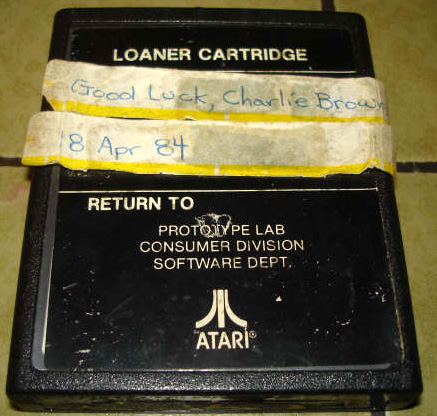 LOANER CARTRIDGE
Good Luck, Charlie Brown
18 Apr 84
RETURN TO
PROTOTYPE LAB
CONSUMER DIVISION
SOFTWARE DEPT.
ATARI®